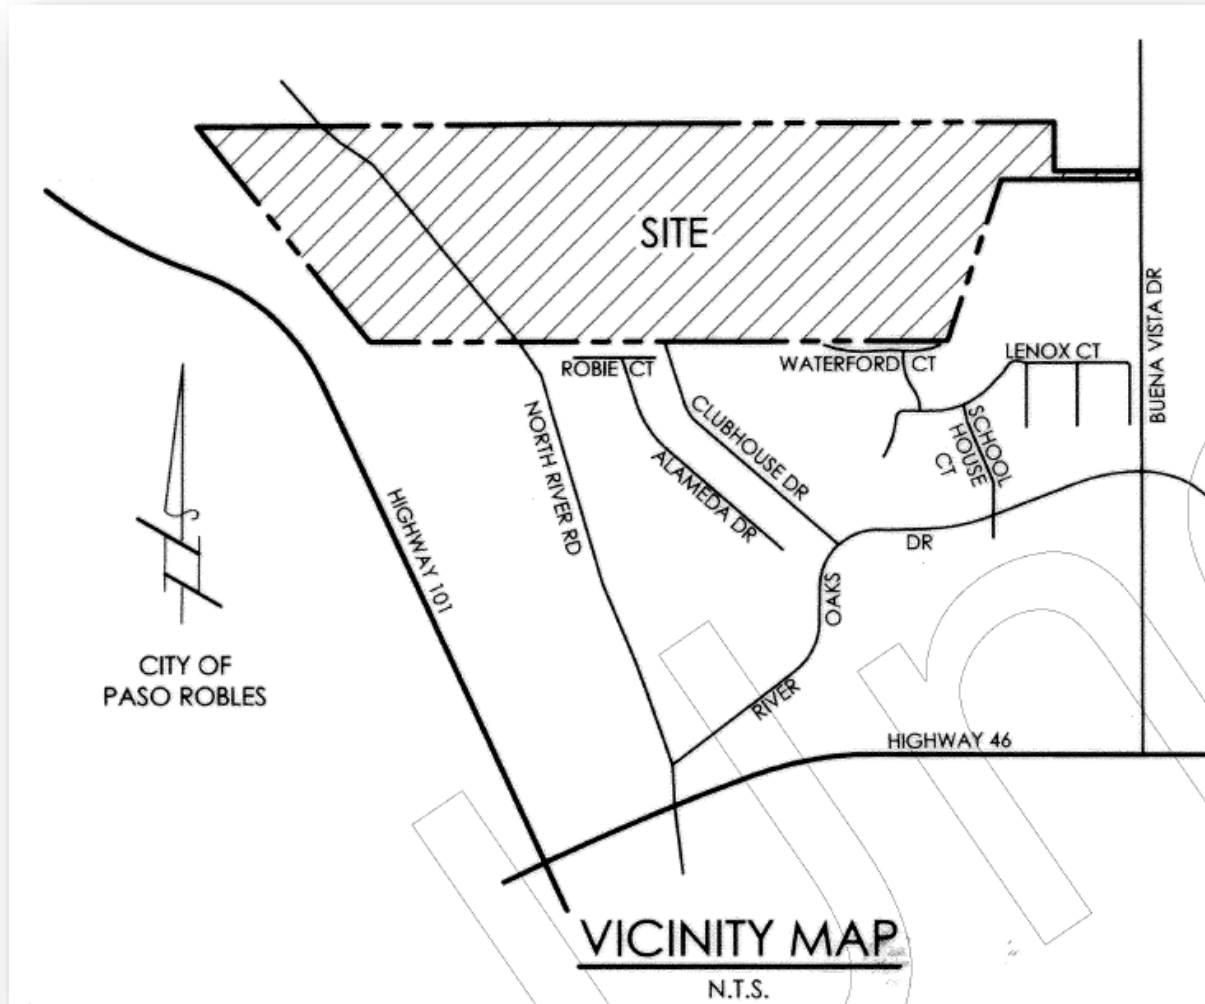 SITE
BUENA VISTA DR
LENOX CT
WATERFORD CT
ROBIE CT
CLUBHOUSE DR
SCHOOL
HOUSE
CT
NORTH RIVER RD
ALAMEDA DR
HIGHWAY 101
RIVER OAKS DR
CITY OF
PASO ROBLES
HIGHWAY 46
VICINITY MAP
N.T.S.